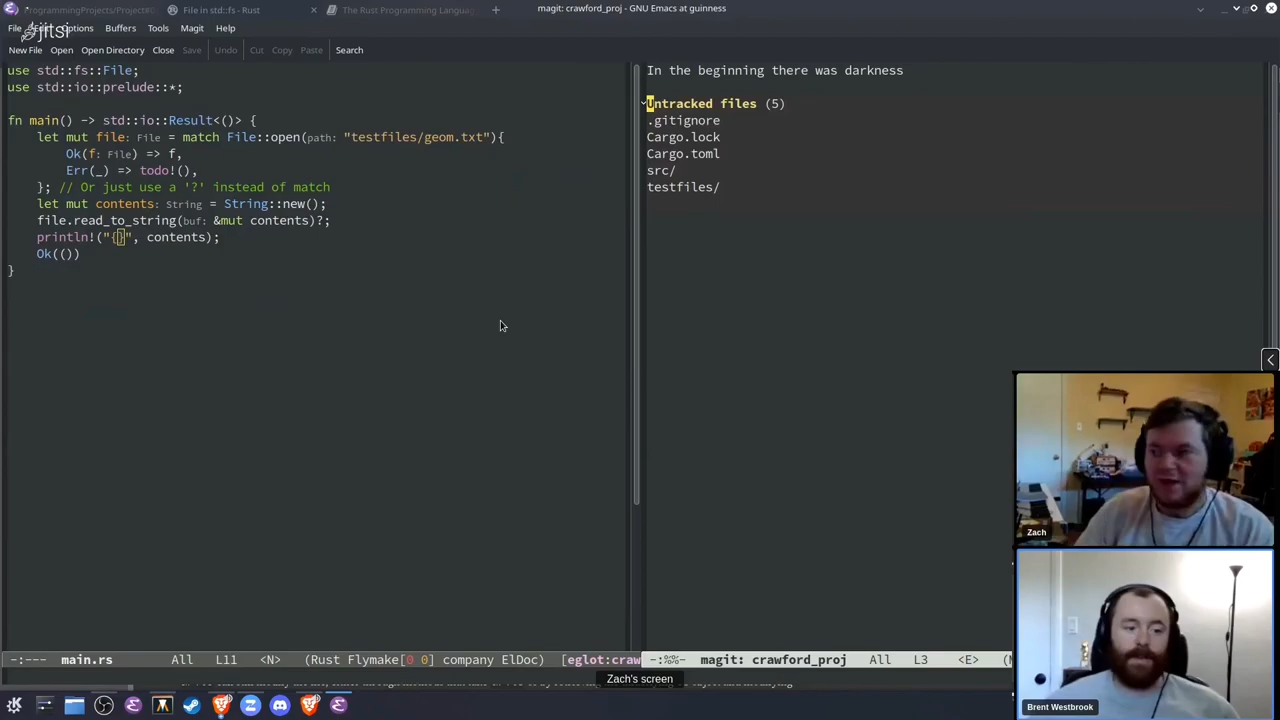 ProgrammingProjects/Project#0
File in std::fs - Rust
The Rust Programming Languag
magit: crawford_proj - GNU Emacs at guinness
File
Options
Buffers
Tools
Magit
Help
jitsi
New File
Open
Open Directory
Close
Save
Undo
Cut
Copy
Paste
Search
use std::fs::File;
use std::io::prelude::*;
fn main() -> std::io::Result<()> {
let mut file: File = match File::open(path: "testfiles/geom.txt"){
Ok(f: File) => f,
Err(_) => todo!(),
}; // Or just use a '?' instead of match
let mut contents: String = String::new();
file.read_to_string(buf: &mut contents)?;
println!("{}", contents);
Ok(())
}
In the beginning there was darkness
Untracked files (5)
.gitignore
Cargo.lock
Cargo.toml
src/
testfiles/
Zach
Brent Westbrook
-:--- main.rs All L11 <N> (Rust Flymake[0 0] company ElDoc) [eglot:craw
-:%%- magit: crawford_proj All L3 <E>
Zach's screen